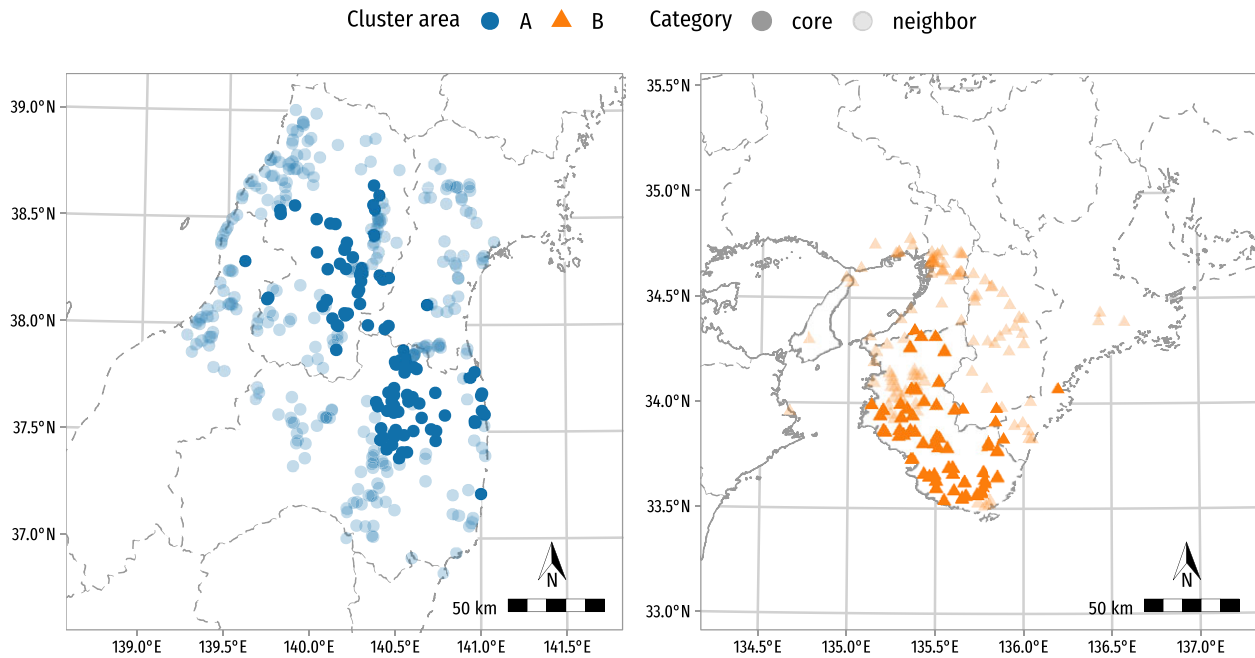 Cluster area A B Category core neighbor
39.0°N
38.5°N
38.0°N
37.5°N
37.0°N
139.0°E 139.5°E 140.0°E 140.5°E 141.0°E 141.5°E
N
50 km
35.5°N
35.0°N
34.5°N
34.0°N
33.5°N
33.0°N
134.5°E 135.0°E 135.5°E 136.0°E 136.5°E 137.0°E
N
50 km